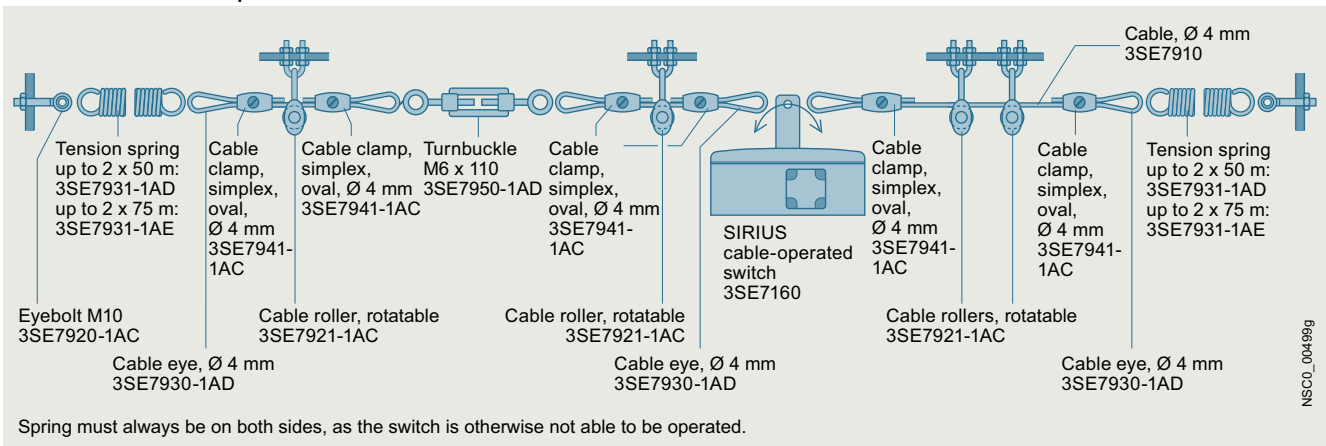 Cable, Ø 4 mm
3SE7910
Tension spring
up to 2 x 50 m:
3SE7931-1AD
up to 2 x 75 m:
3SE7931-1AE
Cable
clamp,
simplex,
oval,
Ø 4 mm
3SE7941-
1AC
Cable clamp,
simplex,
oval, Ø 4 mm
3SE7941-1AC
Turnbuckle
M6 x 110
3SE7950-1AD
Cable
clamp,
simplex,
oval, Ø 4 mm
3SE7941-
1AC
SIRIUS
cable-operated
switch
3SE7160
Cable
clamp,
simplex,
oval,
Ø 4 mm
3SE7941-
1AC
Cable
clamp,
simplex,
oval,
Ø 4 mm
3SE7941-
1AC
Tension spring
up to 2 x 50 m:
3SE7931-1AD
up to 2 x 75 m:
3SE7931-1AE
Eyebolt M10
3SE7920-1AC
Cable roller, rotatable
3SE7921-1AC
Cable roller, rotatable
3SE7921-1AC
Cable rollers, rotatable
3SE7921-1AC
Cable eye, Ø 4 mm
3SE7930-1AD
Cable eye, Ø 4 mm
3SE7930-1AD
Cable eye, Ø 4 mm
3SE7930-1AD
NSC0_00499g
Spring must always be on both sides, as the switch is otherwise not able to be operated.